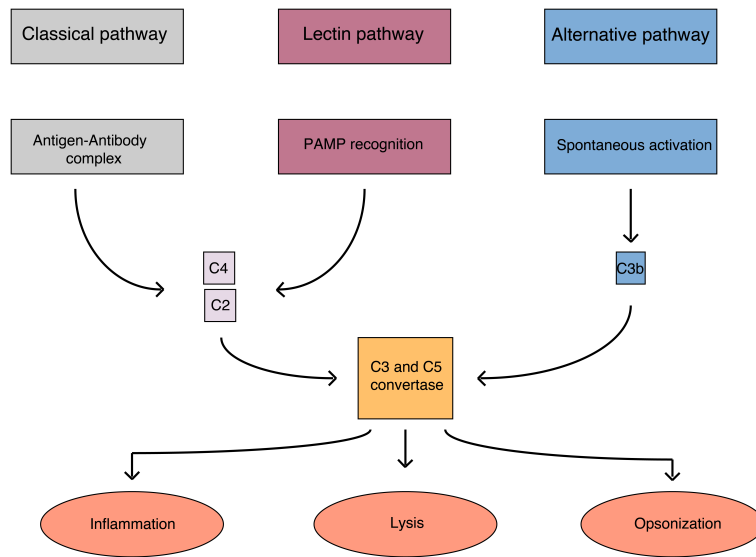 Classical pathway
Lectin pathway
Alternative pathway
Antigen-Antibody
complex
PAMP recognition
Spontaneous activation
C4
C2
C3b
C3 and C5
convertase
Inflammation
Lysis
Opsonization